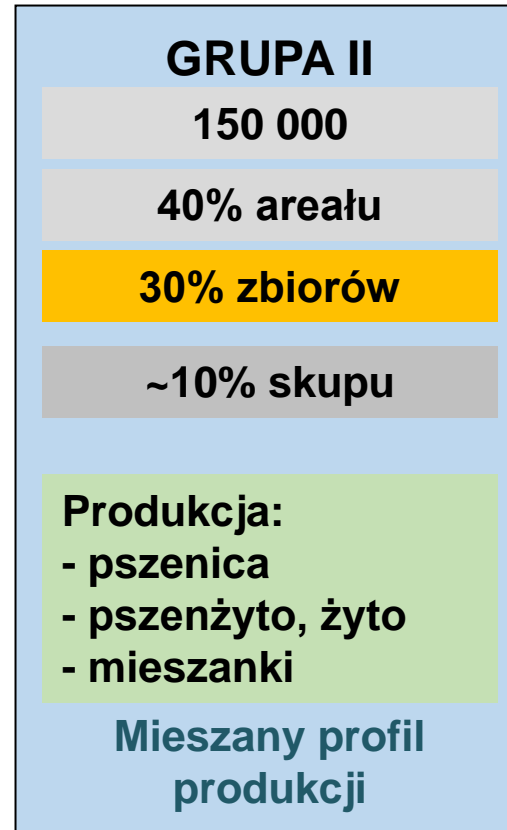 GRUPA II
150 000
40% areału
30% zbiorów
~10% skupu
Produkcja:
- pszenica
- pszenżyto, żyto
- mieszanki
Mieszany profil
produkcji